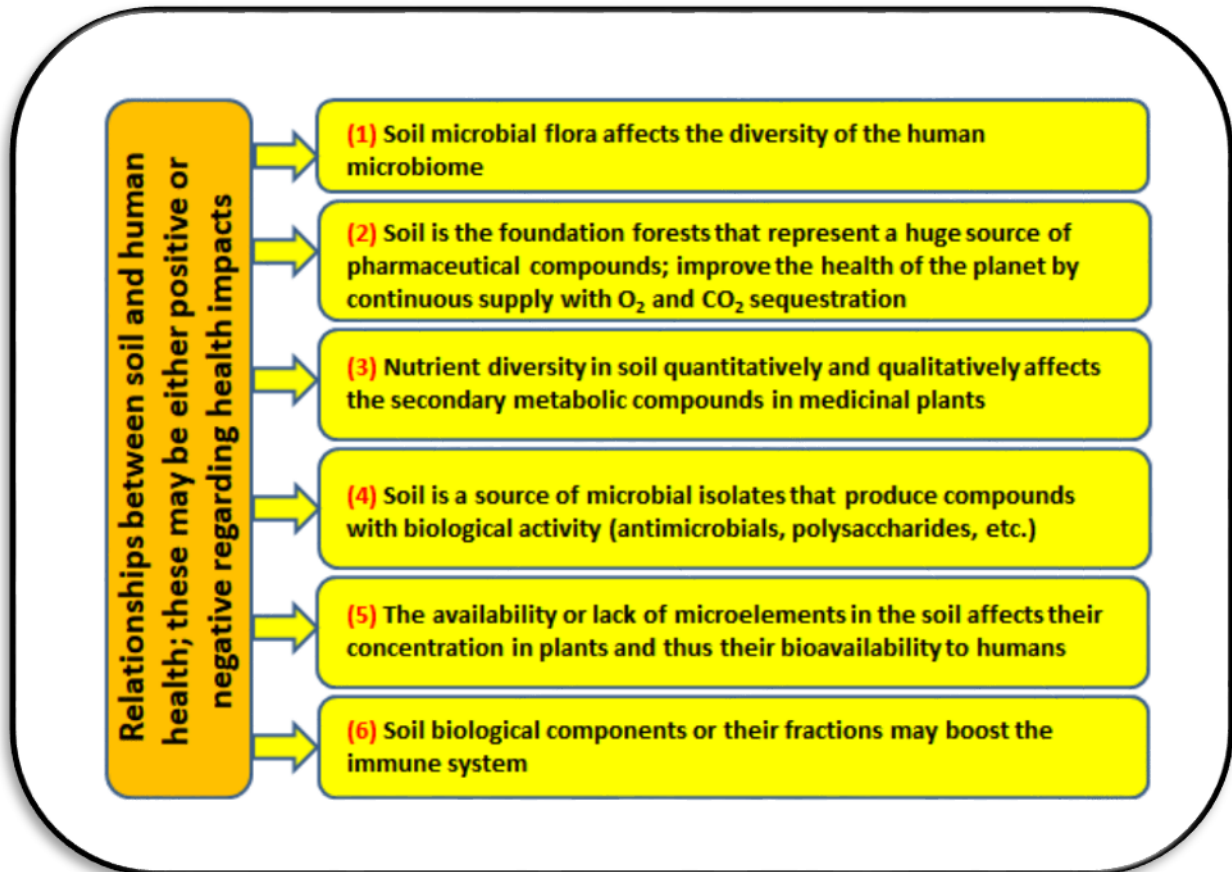 Relationships between soil and human
health; these may be either positive or
negative regarding health impacts
(1) Soil microbial flora affects the diversity of the human
microbiome
(2) Soil is the foundation forests that represent a huge source of
pharmaceutical compounds; improve the health of the planet by
continuous supply with O₂ and CO₂ sequestration
(3) Nutrient diversity in soil quantitatively and qualitatively affects
the secondary metabolic compounds in medicinal plants
(4) Soil is a source of microbial isolates that produce compounds
with biological activity (antimicrobials, polysaccharides, etc.)
(5) The availability or lack of microelements in the soil affects their
concentration in plants and thus their bioavailability to humans
(6) Soil biological components or their fractions may boost the
immune system